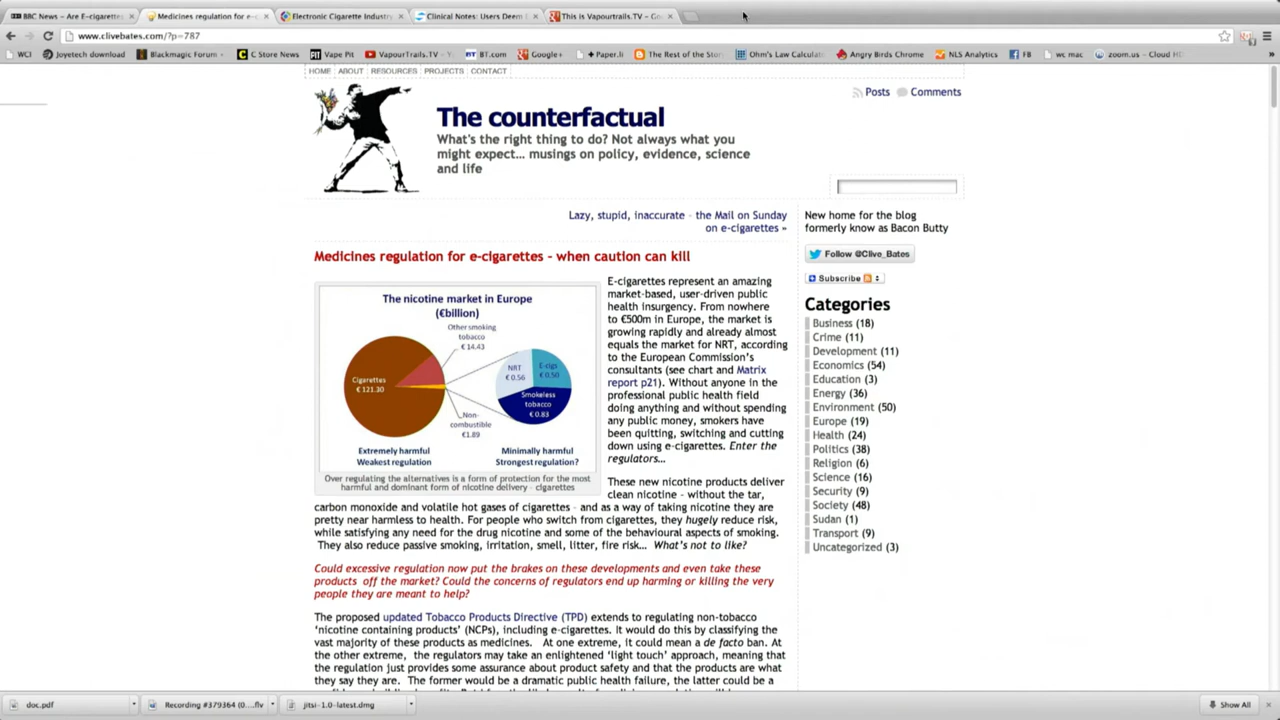 BBC News – Are E-cigarettes
Medicines regulation for e-c
Electronic Cigarette Industry
Clinical Notes: Users Deem
This is Vapourtrails.TV - Go
www.clivebates.com/?p=787
WCI
Joyetech download
Blackmagic Forum
C Store News
Vape Pit
VapourTrails.TV - Y
BT.com
Google+
+ Paper.li
The Rest of the Stor
Ohm's Law Calculat
Angry Birds Chrome
NLS Analytics
FB
wc mac
zoom.us – Cloud HD
HOME ABOUT RESOURCES PROJECTS CONTACT
Posts Comments
The counterfactual
What's the right thing to do? Not always what you
might expect... musings on policy, evidence, science
and life
Lazy, stupid, inaccurate - the Mail on Sunday
on e-cigarettes »
Medicines regulation for e-cigarettes – when caution can kill
The nicotine market in Europe
(€billion)
Other smoking
tobacco
€ 14.43
Cigarettes
€ 121.30
NRT
€ 0.56
E-cigs
€ 0.50
Smokeless
tobacco
€ 0.83
Non-
combustible
€1.89
Extremely harmful
Weakest regulation
Minimally harmful
Strongest regulation?
Over regulating the alternatives is a form of protection for the most
harmful and dominant form of nicotine delivery - cigarettes
E-cigarettes represent an amazing
market-based, user-driven public
health insurgency. From nowhere
to €500m in Europe, the market is
growing rapidly and already almost
equals the market for NRT, according
to the European Commission's
consultants (see chart and Matrix
report p21). Without anyone in the
professional public health field
doing anything and without spending
any public money, smokers have
been quitting, switching and cutting
down using e-cigarettes. Enter the
regulators...
These new nicotine products deliver
clean nicotine - without the tar,
carbon monoxide and volatile hot gases of cigarettes - and as a way of taking nicotine they are
pretty near harmless to health. For people who switch from cigarettes, they hugely reduce risk,
while satisfying any need for the drug nicotine and some of the behavioural aspects of smoking.
They also reduce passive smoking, irritation, smell, litter, fire risk... What's not to like?
Could excessive regulation now put the brakes on these developments and even take these
products off the market? Could the concerns of regulators end up harming or killing the very
people they are meant to help?
The proposed updated Tobacco Products Directive (TPD) extends to regulating non-tobacco
'nicotine containing products' (NCPs), including e-cigarettes. It would do this by classifying the
vast majority of these products as medicines. At one extreme, it could mean a de facto ban. At
the other extreme, the regulators may take an enlightened 'light touch' approach, meaning that
the regulation just provides some assurance about product safety and that the products are what
they say they are. The former would be a dramatic public health failure, the latter could be a
New home for the blog
formerly know as Bacon Butty
Follow @Clive_Bates
Subscribe
Categories
Business (18)
Crime (11)
Development (11)
Economics (54)
Education (3)
Energy (36)
Environment (50)
Europe (19)
Health (24)
Politics (38)
Religion (6)
Science (16)
Security (9)
Society (48)
Sudan (1)
Transport (9)
Uncategorized (3)
doc.pdf
Recording #379364 (0....flv
jitsi-1.0-latest.dmg
Show All